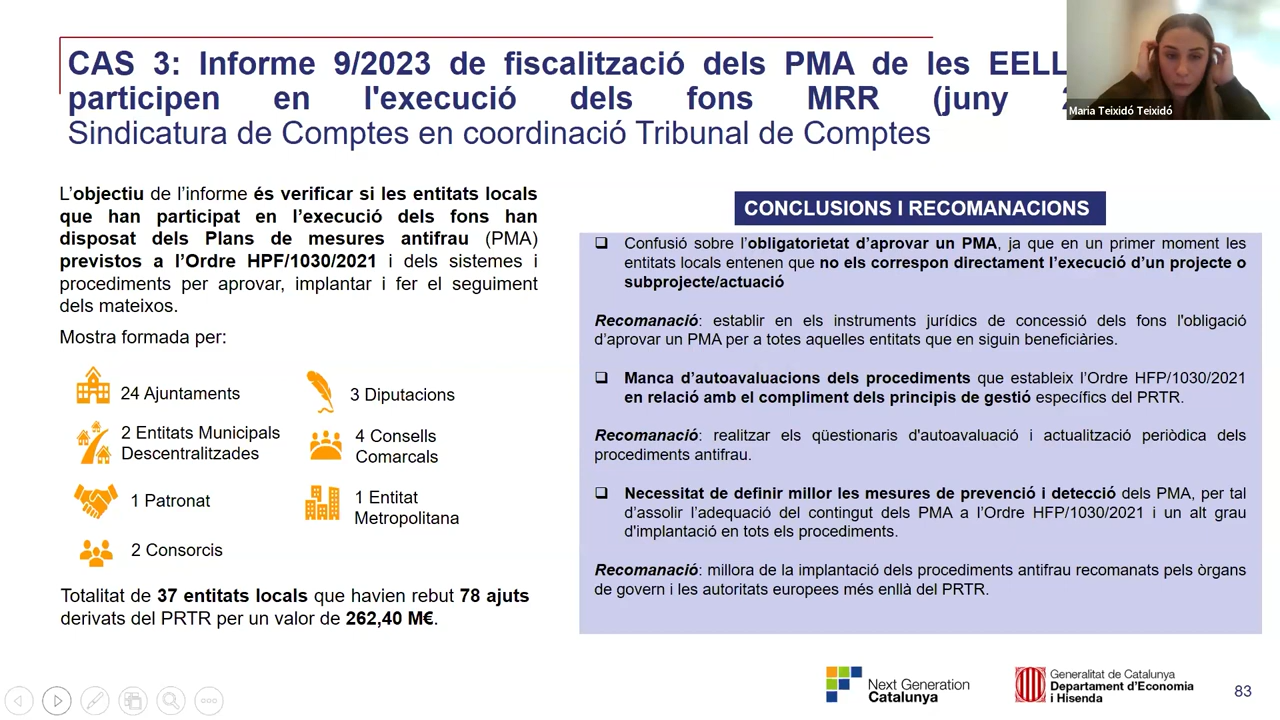 CAS 3: Informe 9/2023 de fiscalització dels PMA de les EELL
participen en l'execució dels fons MRR (juny
Sindicatura de Comptes en coordinació Tribunal de Comptes
Maria Teixidó Teixidó
L'objectiu de l'informe és verificar si les entitats locals
que han participat en l'execució dels fons han
disposat dels Plans de mesures antifrau (PMA)
previstos a l'Ordre HPF/1030/2021 i dels sistemes i
procediments per aprovar, implantar i fer el seguiment
dels mateixos.
Mostra formada per:
24 Ajuntaments
3 Diputacions
2 Entitats Municipals
Descentralitzades
4 Consells
Comarcals
1 Patronat
1 Entitat
Metropolitana
2 Consorcis
Totalitat de 37 entitats locals que havien rebut 78 ajuts
derivats del PRTR per un valor de 262,40 M€.
CONCLUSIONS I RECOMANACIONS
Confusió sobre l'obligatorietat d'aprovar un PMA, ja que en un primer moment les
entitats locals entenen que no els correspon directament l'execució d'un projecte o
subprojecte/actuació
Recomanació: establir en els instruments jurídics de concessió dels fons l'obligació
d'aprovar un PMA per a totes aquelles entitats que en siguin beneficiàries.
Manca d'autoavaluacions dels procediments que estableix l'Ordre HFP/1030/2021
en relació amb el compliment dels principis de gestió específics del PRTR.
Recomanació: realitzar els qüestionaris d'autoavaluació i actualització periòdica dels
procediments antifrau.
Necessitat de definir millor les mesures de prevenció i detecció dels PMA, per tal
d'assolir l'adequació del contingut dels PMA a l'Ordre HFP/1030/2021 i un alt grau
d'implantació en tots els procediments.
Recomanació: millora de la implantació dels procediments antifrau recomanats pels òrgans
de govern i les autoritats europees més enllà del PRTR.
Next Generation
Catalunya
Generalitat de Catalunya
Departament d'Economia
i Hisenda
83